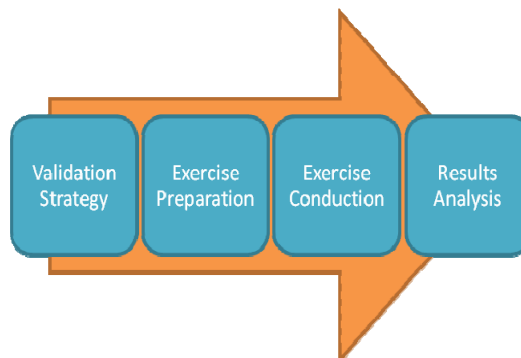 Validation
Strategy
Exercise
Preparation
Exercise
Conduction
Results
Analysis